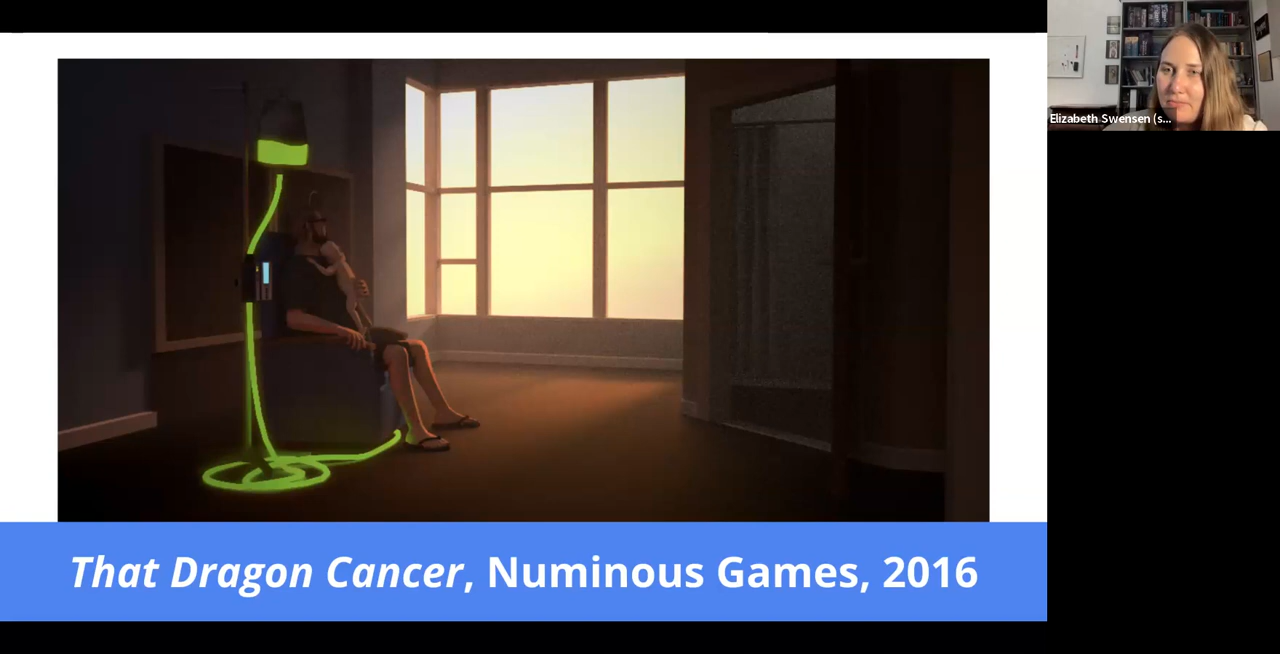 Elizabeth Swensen (s...
That Dragon Cancer, Numinous Games, 2016